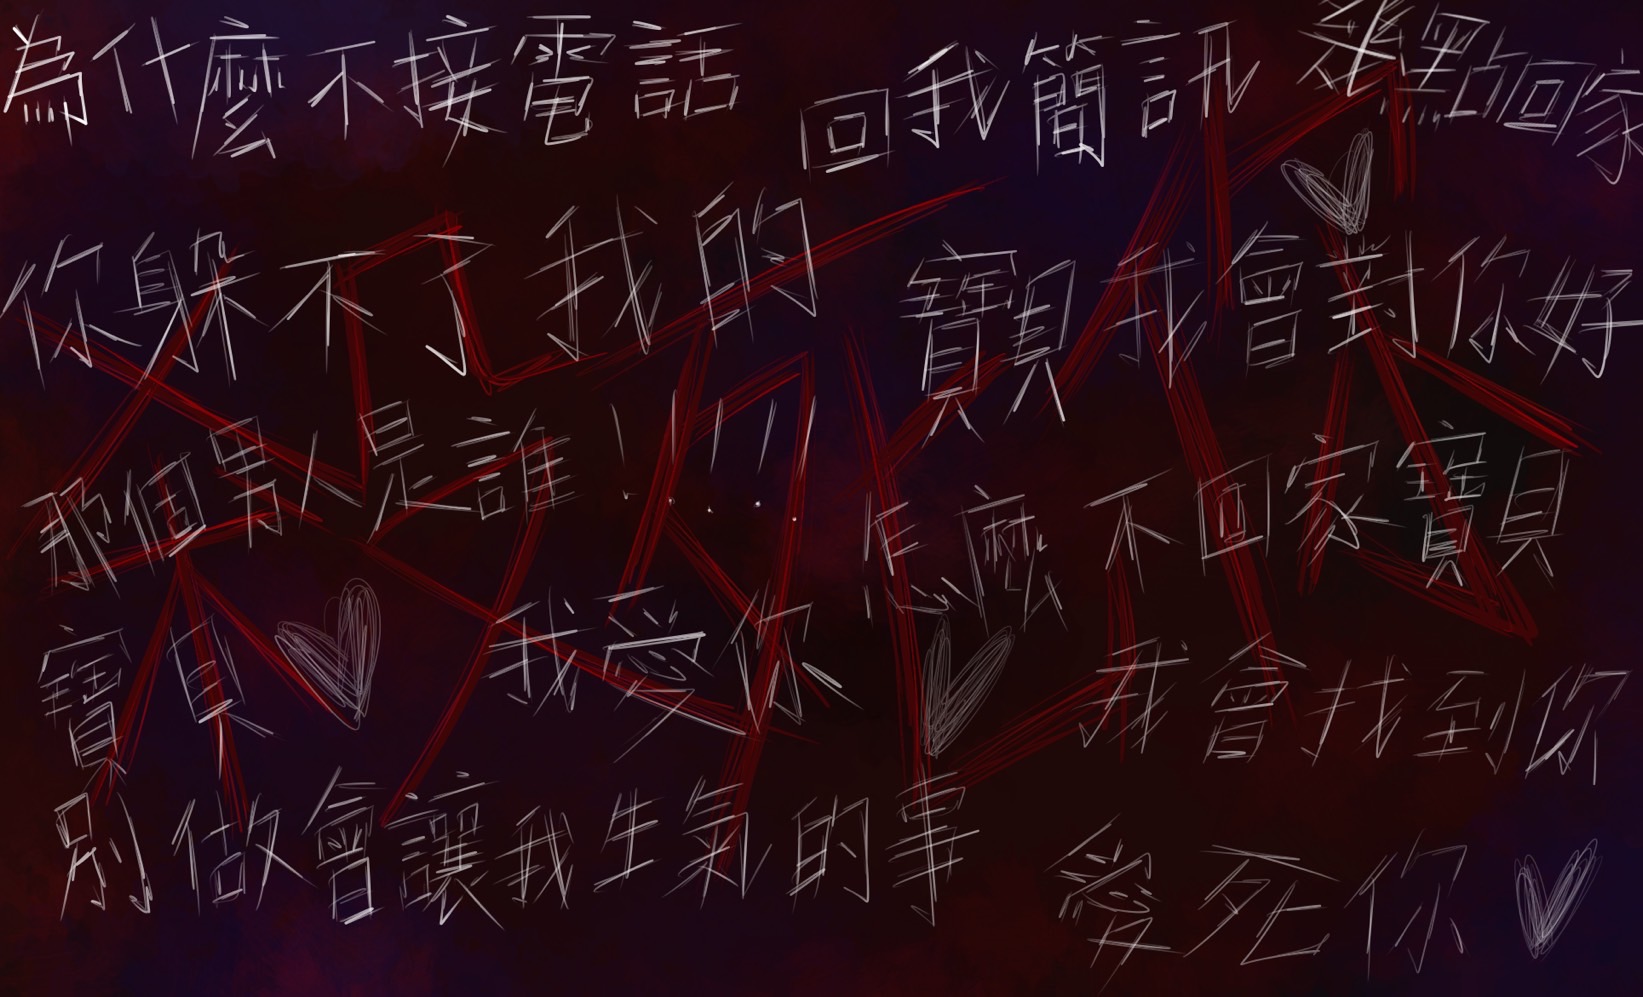 為什麼不接電話 回我簡訊 幾點回家
你躲不了我的 寶貝我會對你好
那個男人是誰!!!!! 怎麼不回家寶貝
寶貝 我愛你 我會找到你
別做會讓我生氣的事 愛死你